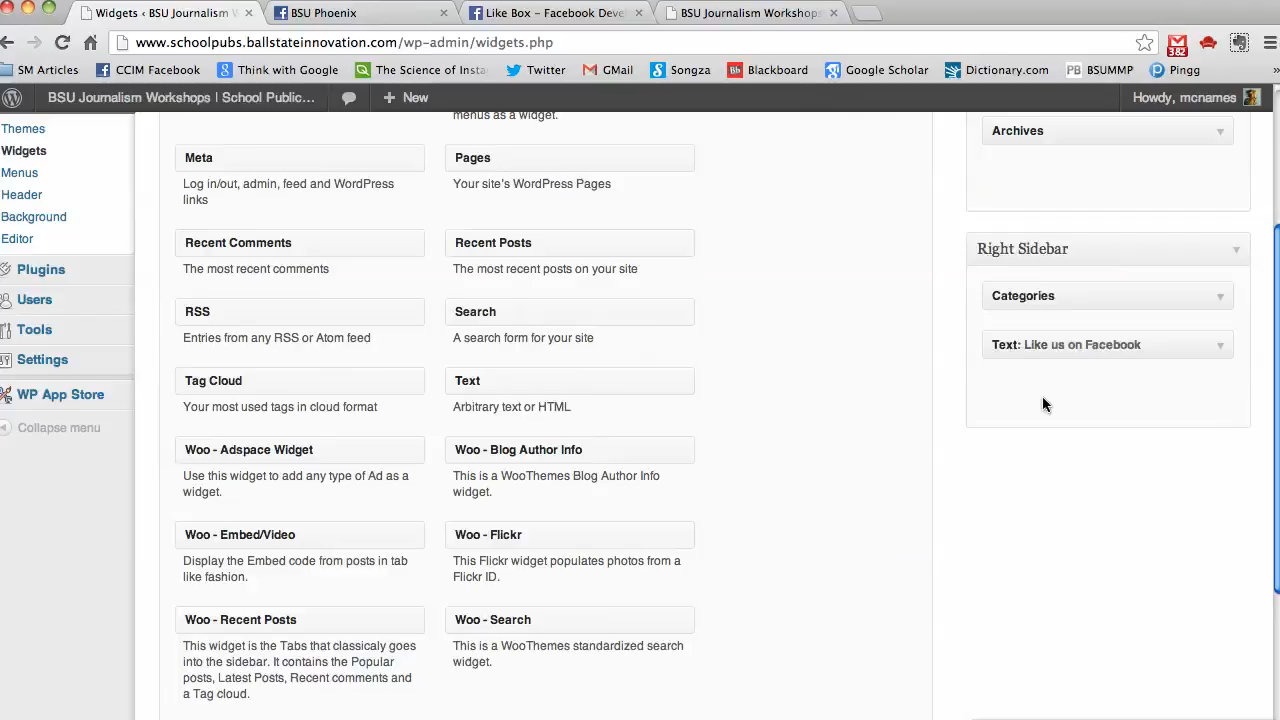 Widgets ‹ BSU Journalism W
BSU Phoenix
Like Box – Facebook Deve
BSU Journalism Workshops
www.schoolpubs.ballstateinnovation.com/wp-admin/widgets.php
382
SM Articles
CCIM Facebook
Think with Google
The Science of Insta
Twitter
GMail
Songza
Blackboard
Google Scholar
Dictionary.com
PB BSUMMP
Pingg
»
BSU Journalism Workshops | School Public...
+ New
Howdy, mcnames
Themes
Widgets
Menus
Header
Background
Editor
Plugins
Users
Tools
Settings
WP App Store
Collapse menu
menus as a widget.
Meta
Log in/out, admin, feed and WordPress
links
Pages
Your site's WordPress Pages
Recent Comments
The most recent comments
Recent Posts
The most recent posts on your site
RSS
Entries from any RSS or Atom feed
Search
A search form for your site
Tag Cloud
Your most used tags in cloud format
Text
Arbitrary text or HTML
Woo - Adspace Widget
Use this widget to add any type of Ad as a
widget.
Woo - Blog Author Info
This is a WooThemes Blog Author Info
widget.
Woo - Embed/Video
Display the Embed code from posts in tab
like fashion.
Woo - Flickr
This Flickr widget populates photos from a
Flickr ID.
Woo - Recent Posts
This widget is the Tabs that classicaly goes
into the sidebar. It contains the Popular
posts, Latest Posts, Recent comments and
a Tag cloud.
Woo - Search
This is a WooThemes standardized search
widget.
Archives
Right Sidebar
Categories
Text: Like us on Facebook